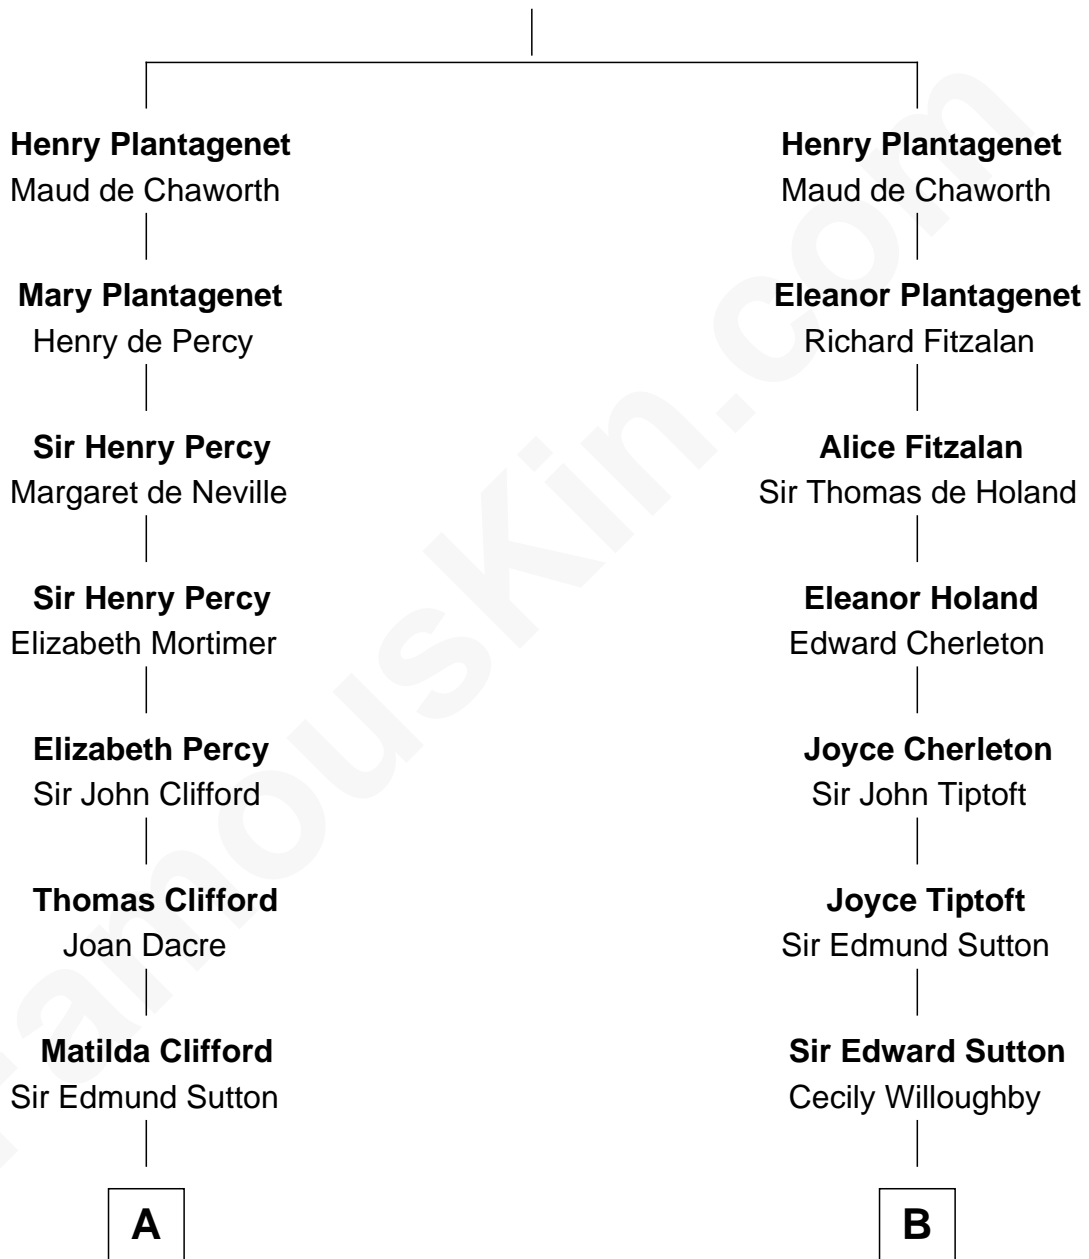 Henry Plantagenet
Maud de Chaworth
Mary Plantagenet
Henry de Percy
Sir Henry Percy
Margaret de Neville
Sir Henry Percy
Elizabeth Mortimer
Elizabeth Percy
Sir John Clifford
Thomas Clifford
Joan Dacre
Matilda Clifford
Sir Edmund Sutton
A
Henry Plantagenet
Maud de Chaworth
Eleanor Plantagenet
Richard Fitzalan
Alice Fitzalan
Sir Thomas de Holand
Eleanor Holand
Edward Cherleton
Joyce Cherleton
Sir John Tiptoft
Joyce Tiptoft
Sir Edmund Sutton
Sir Edward Sutton
Cecily Willoughby
B
FamousKin.com